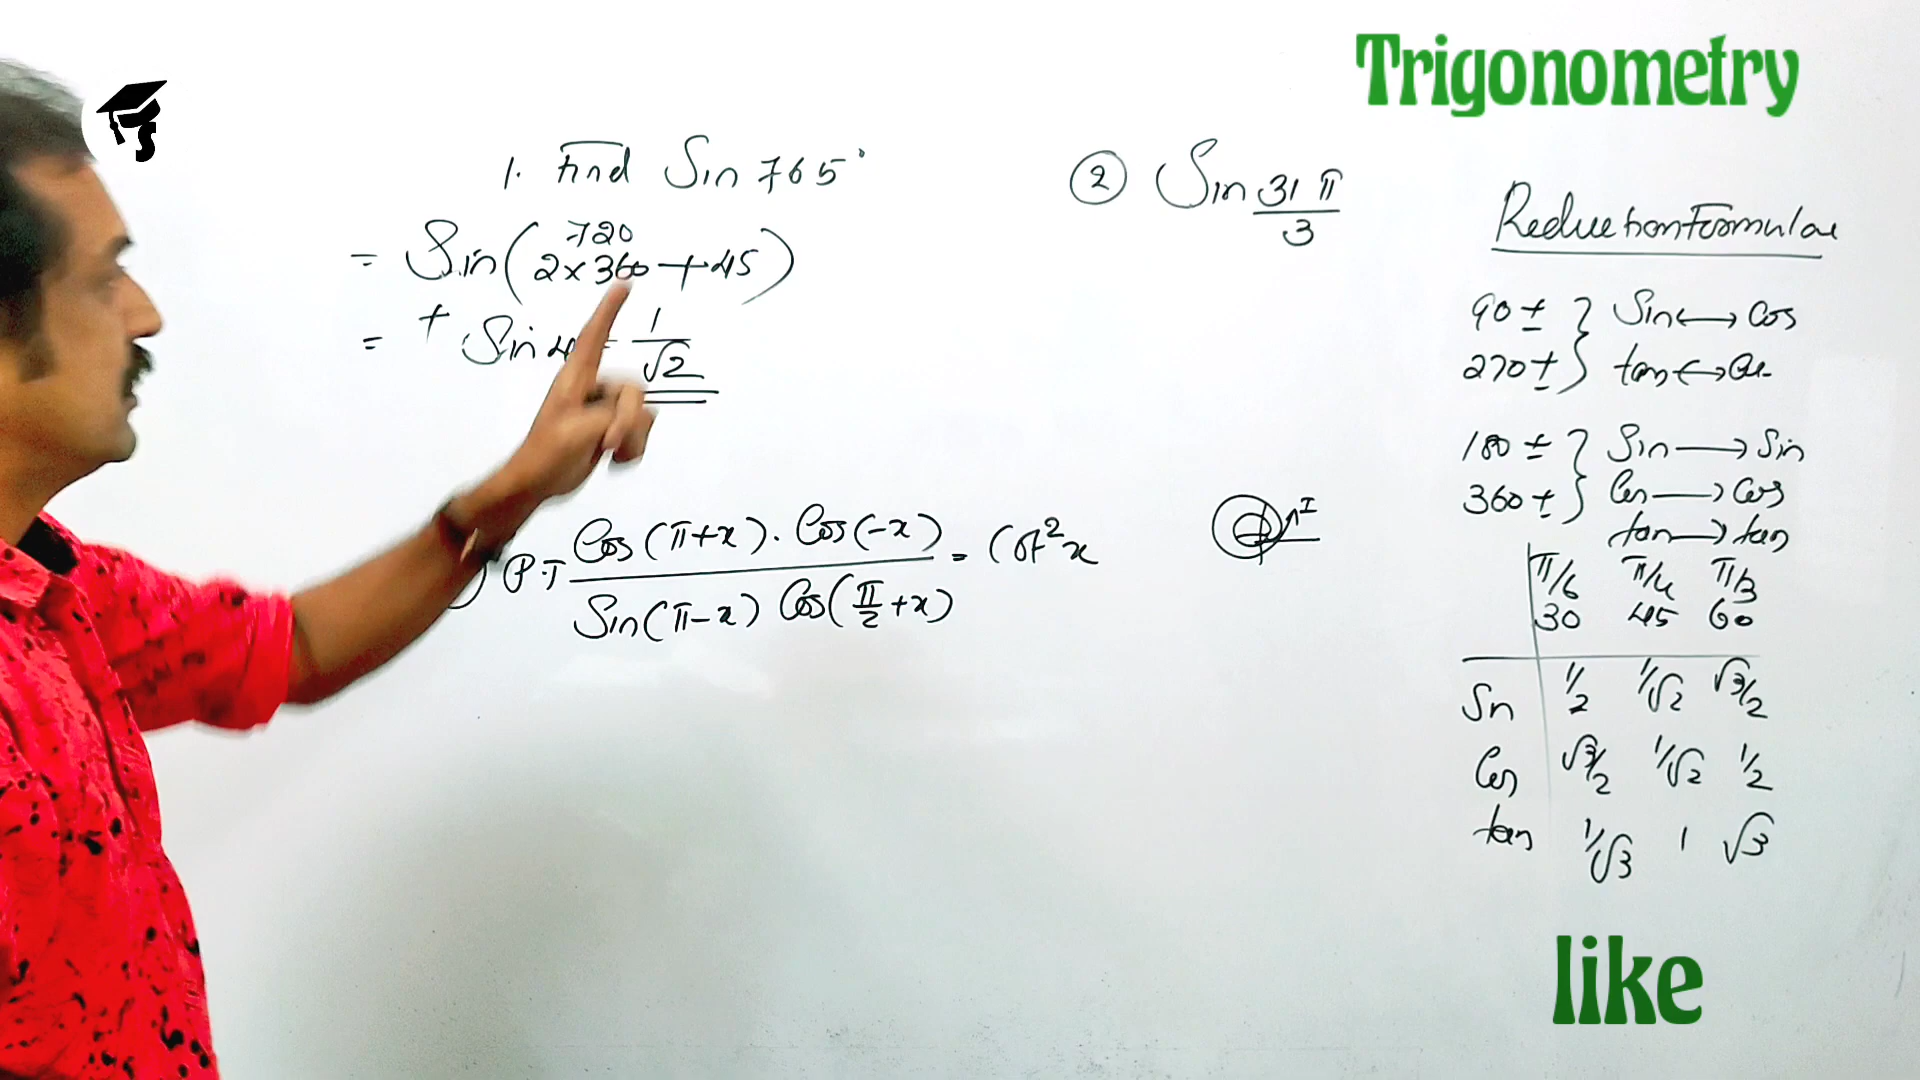 Trigonometry
1. Find Sin 765°
720
= Sin(2×360+45)
= + Sin 4 = 1/√2
② Sin 31π/3
P.T Cos(π+x). Cos(-x) / Sin(π-x) Cos(π/2+x) = Cot²x
I
Reduction Formulae
90 ± } Sin ⟷ Cos
270 ± } tan ⟷
180 ± } Sin ⟶ Sin
360 ± } Cos ⟶ Cos
tan ⟶ tan
π/6 π/4 π/3
30 45 60
Sn 1/2 1/√2 √3/2
Cos √3/2 1/√2 1/2
tan 1/√3 1 √3
like
S